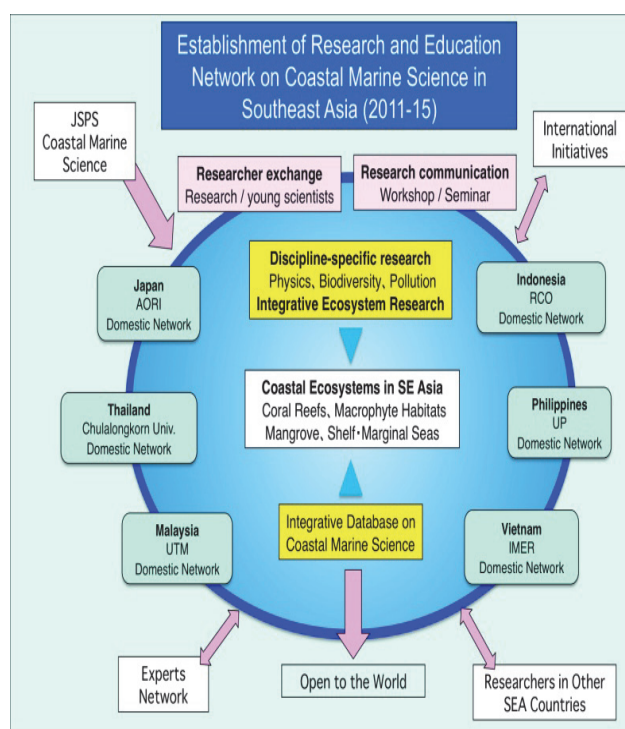 Establishment of Research and Education
Network on Coastal Marine Science in
Southeast Asia (2011-15)
JSPS
Coastal Marine
Science
International
Initiatives
Researcher exchange
Research / young scientists
Research communication
Workshop / Seminar
Discipline-specific research
Physics、Biodiversity、Pollution
Integrative Ecosystem Research
Japan
AORI
Domestic Network
Indonesia
RCO
Domestic Network
Coastal Ecosystems in SE Asia
Coral Reefs、Macrophyte Habitats
Mangrove、Shelf・Marginal Seas
Thailand
Chulalongkorn Univ.
Domestic Network
Philippines
UP
Domestic Network
Integrative Database on
Coastal Marine Science
Malaysia
UTM
Domestic Network
Vietnam
IMER
Domestic Network
Experts
Network
Open to the World
Researchers in Other
SEA Countries